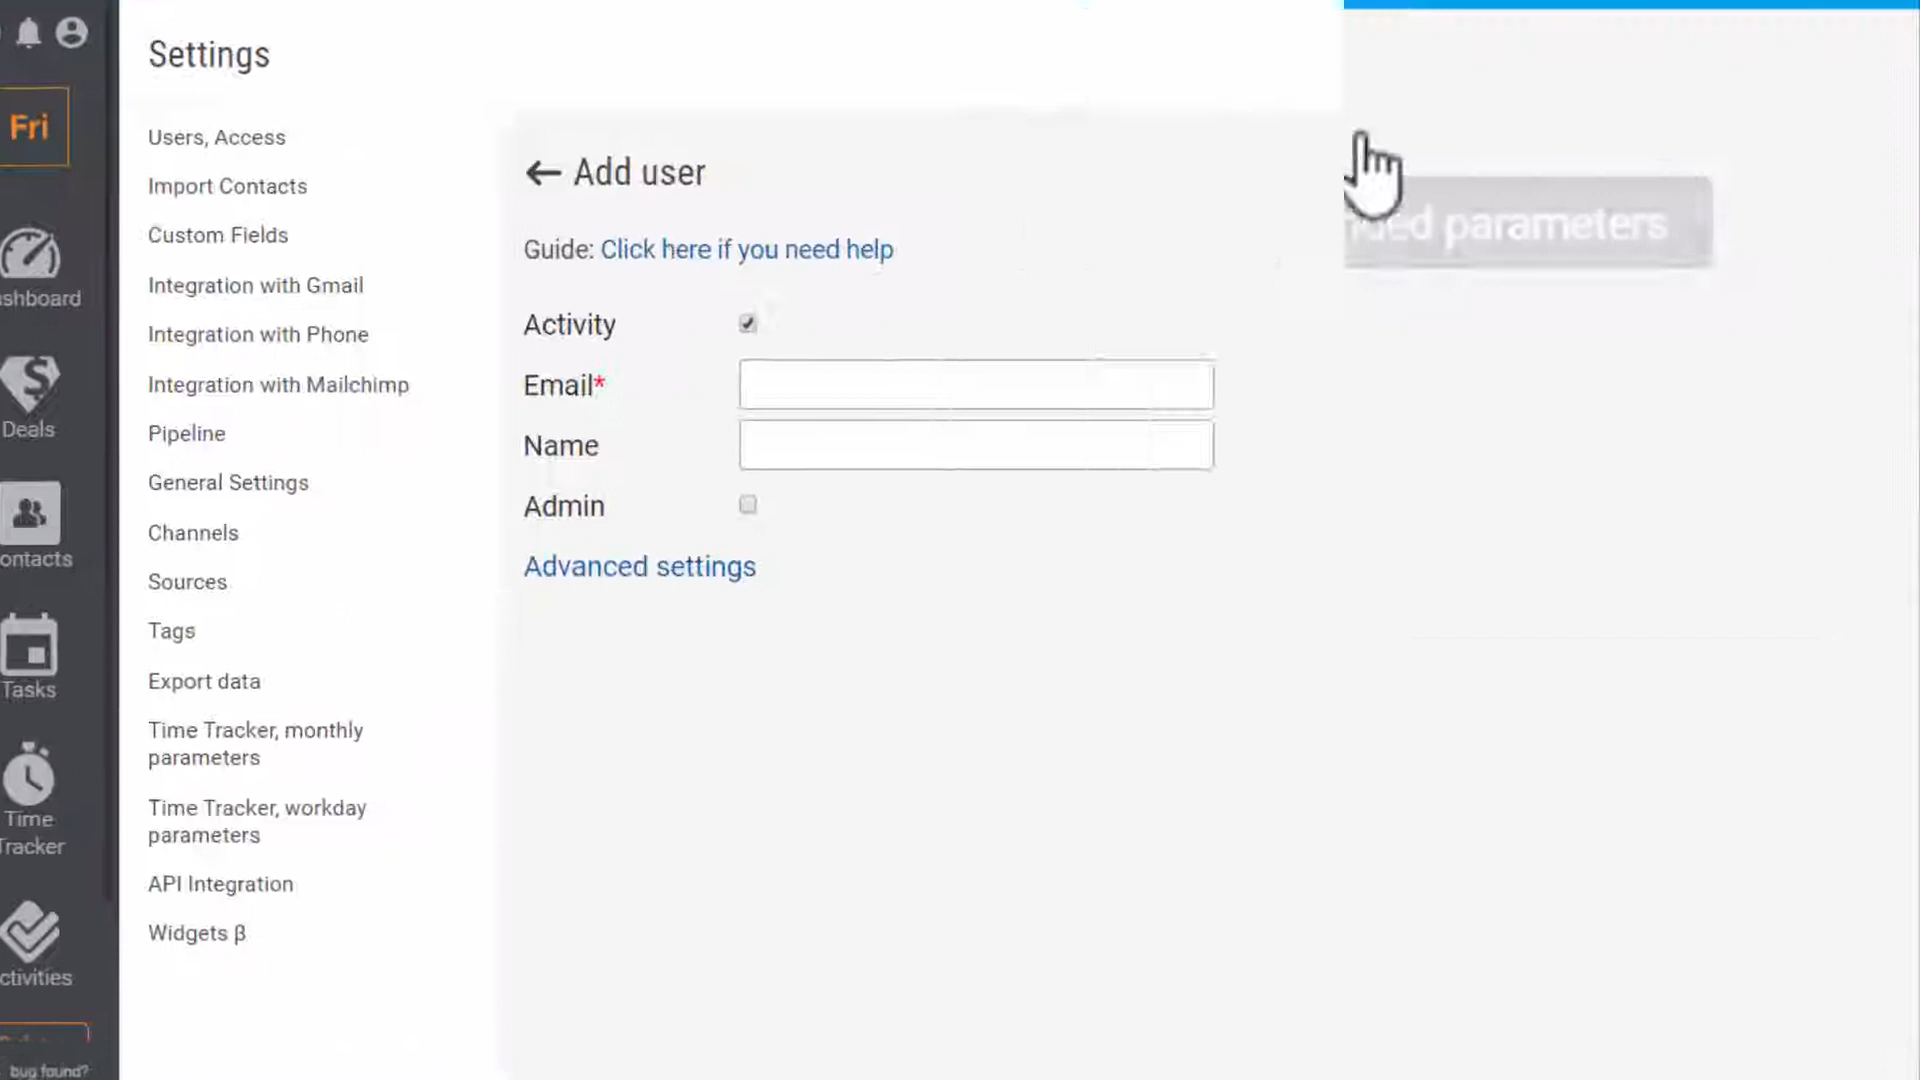 Settings
Fri
Users, Access
Import Contacts
Custom Fields
Integration with Gmail
Integration with Phone
Integration with Mailchimp
Pipeline
General Settings
Channels
Sources
Tags
Export data
Time Tracker, monthly
parameters
Time Tracker, workday
parameters
API Integration
Widgets β
shboard
Deals
ontacts
Tasks
Time
Tracker
ctivities
bug found?
← Add user
Guide: Click here if you need help
Activity
Email*
Name
Admin
Advanced settings
parameters